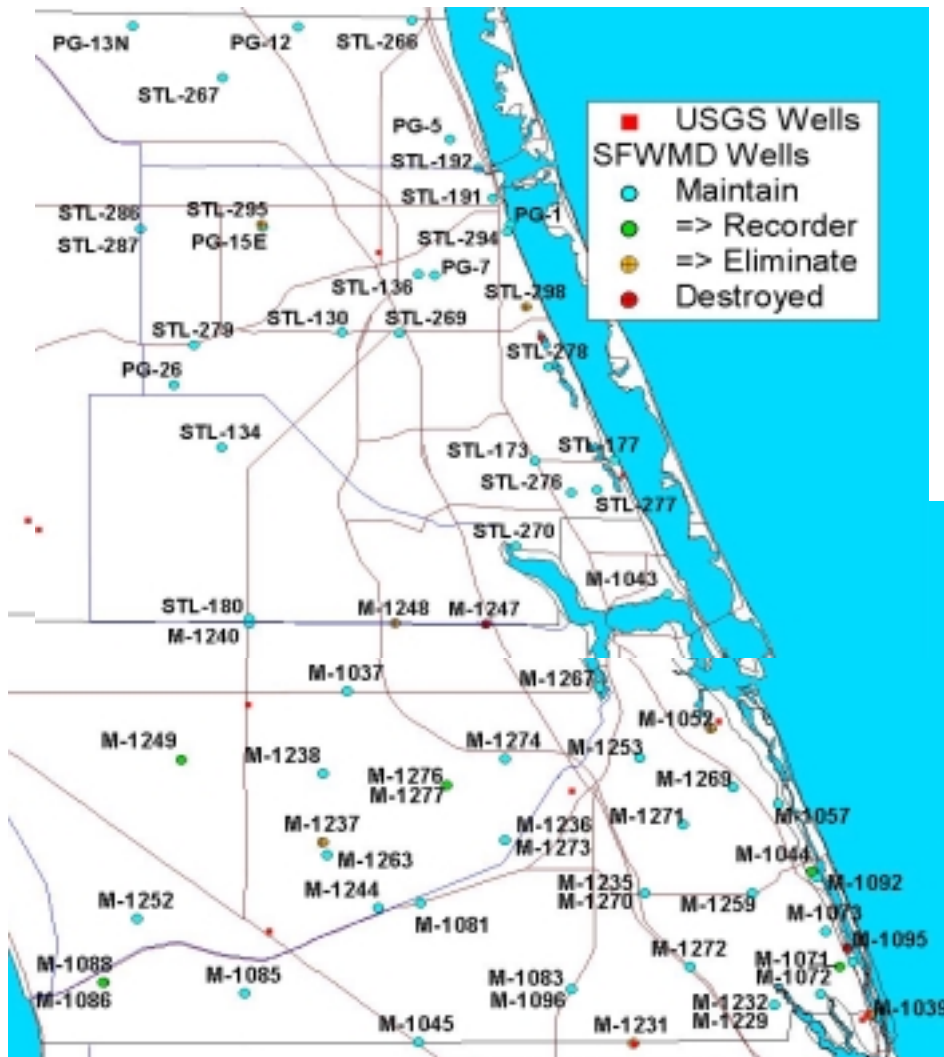 PG-13N
PG-12
STL-266
STL-267
PG-5
USGS Wells
SFWMD Wells
Maintain
=> Recorder
=> Eliminate
Destroyed
STL-192
STL-191
STL-286
STL-287
STL-295
PG-15E
PG-1
STL-294
STL-136
PG-7
STL-298
STL-279
STL-130
STL-269
STL-278
PG-26
STL-134
STL-173
STL-177
STL-276
STL-277
STL-270
M-1043
STL-180
M-1240
M-1248
M-1247
M-1037
M-1267
M-1052
M-1249
M-1238
M-1274
M-1253
M-1276
M-1277
M-1269
M-1237
M-1263
M-1236
M-1273
M-1271
M-1057
M-1044
M-1244
M-1081
M-1235
M-1270
M-1259
M-1092
M-1252
M-1073
M-1088
M-1086
M-1085
M-1272
M-1095
M-1071
M-1072
M-1083
M-1096
M-1232
M-1229
M-1039
M-1045
M-1231